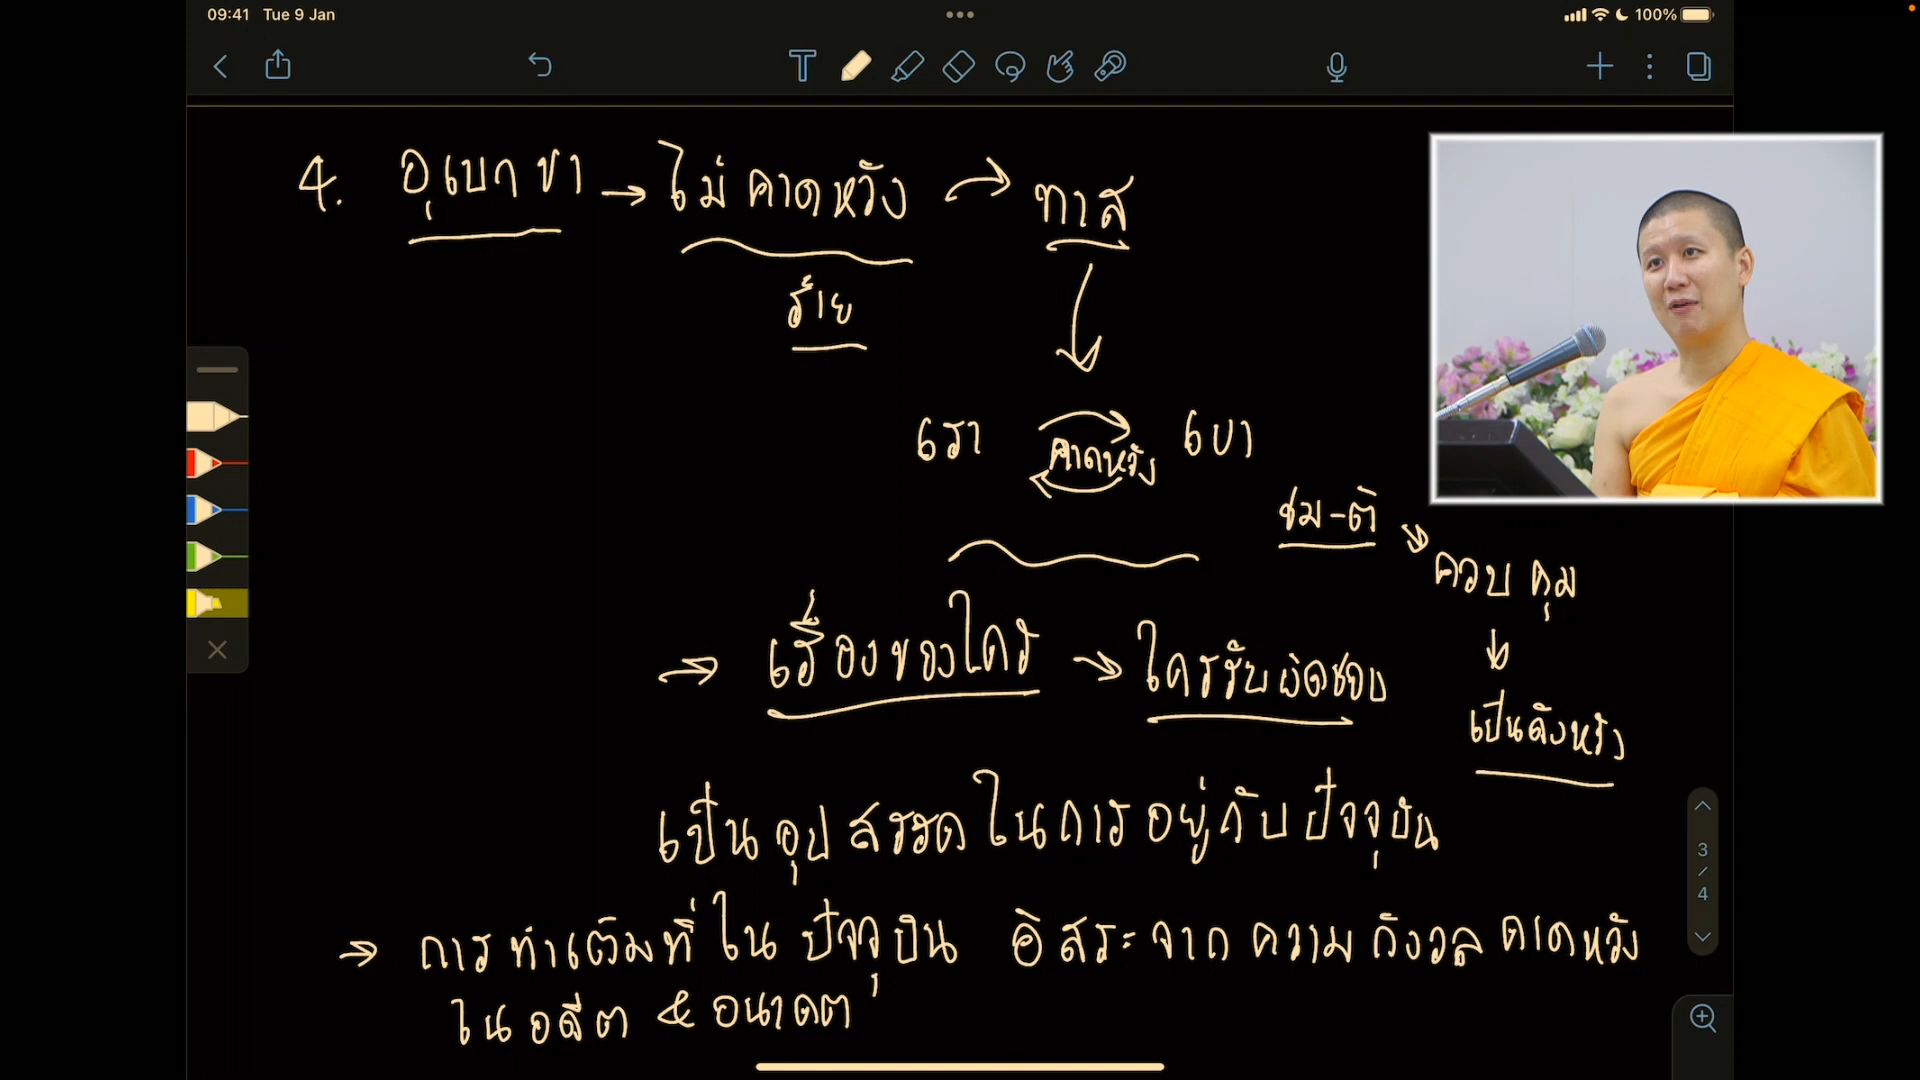 09:41 Tue 9 Jan 100%
4. อุเบกขา → ไม่คาดหวัง → ทาส
ร้าย
เรา คาดหวัง เขา
ชม-ติ
ควบคุม
→ เรื่องของใคร → ใครรับผิดชอบ
เป็นดังหวัง
เป็นอุปสรรคในการอยู่กับปัจจุบัน
3 / 4
→ การทำเต็มที่ในปัจจุบัน อิสระจากความกังวลคาดหวัง
ในอดีต & อนาคต